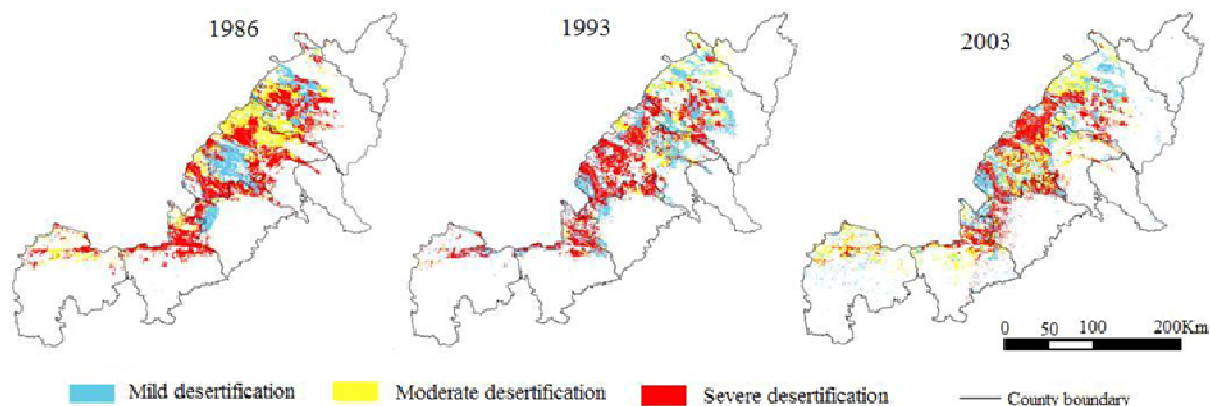 1986
1993
2003
0 50 100 200Km
Mild desertification
Moderate desertification
Severe desertification
County boundary